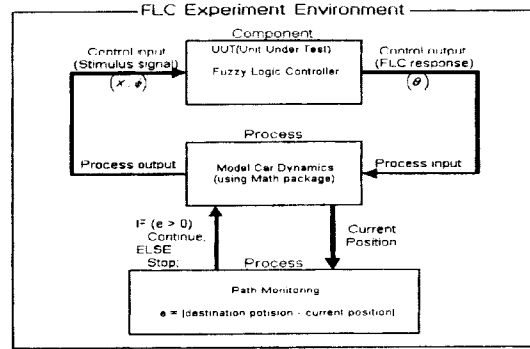 FLC Experiment Environment
Component
Control input
(Stimulus signal)
UUT(Unit Under Test)
Fuzzy Logic Controller
Control output
(FLC response)
(θ)
Process
Process output
Model Car Dynamics
(using Math package)
Process input
IF (e > 0)
Continue;
ELSE
Stop;
Current
Position
Process
Path Monitoring
e = |destination potision - current position|